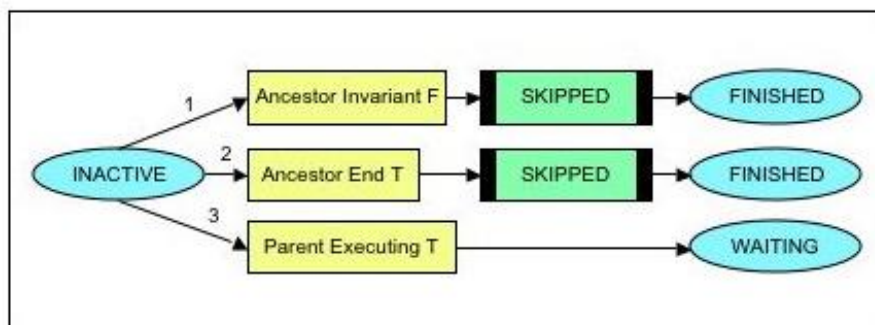 1
Ancestor Invariant F
SKIPPED
FINISHED
INACTIVE
2
Ancestor End T
SKIPPED
FINISHED
3
Parent Executing T
WAITING